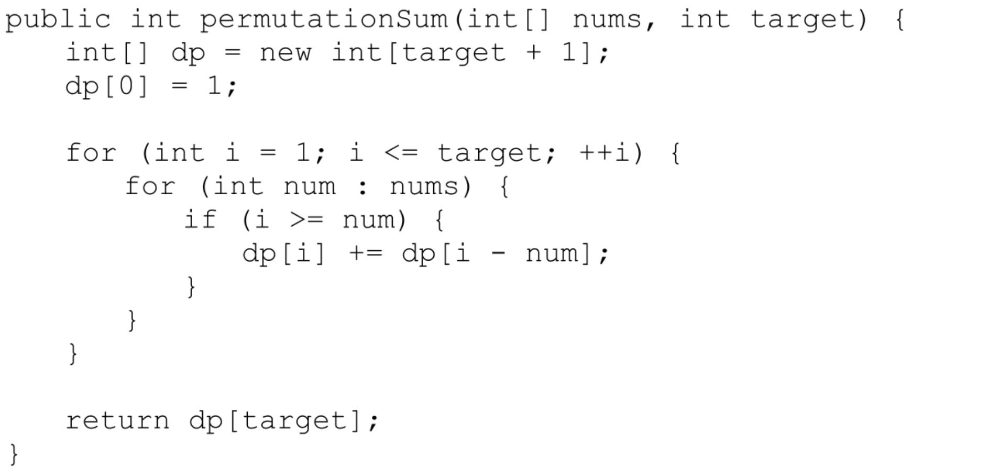 public int permutationSum(int[] nums, int target) {
    int[] dp = new int[target + 1];
    dp[0] = 1;

    for (int i = 1; i <= target; ++i) {
        for (int num : nums) {
            if (i >= num) {
                dp[i] += dp[i - num];
            }
        }
    }

    return dp[target];
}